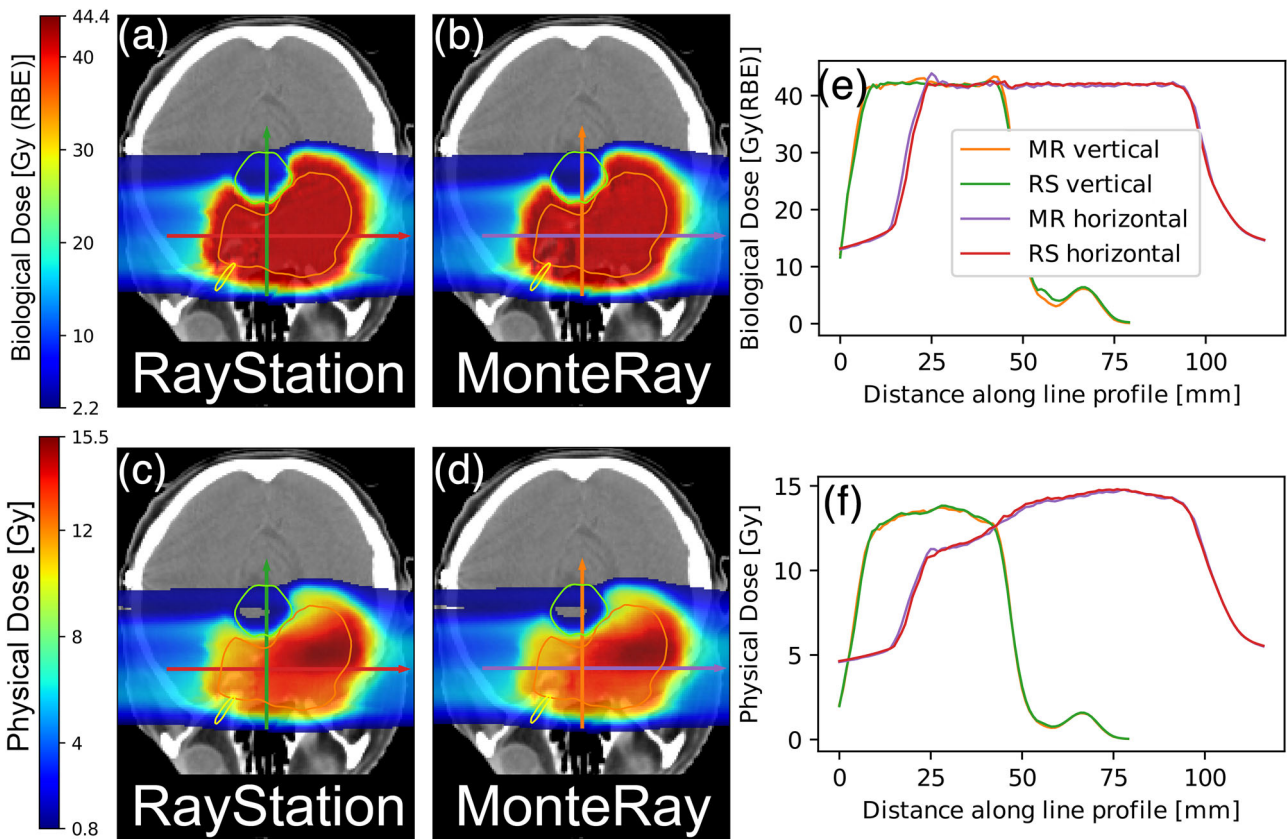 Biological Dose [Gy (RBE)]
44.4
40
30
20
10
2.2
(a)
RayStation
(b)
MonteRay
Biological Dose [Gy(RBE)]
40
30
20
10
0
(e)
MR vertical
RS vertical
MR horizontal
RS horizontal
0 25 50 75 100
Distance along line profile [mm]
Physical Dose [Gy]
15.5
12
8
4
0.8
(c)
RayStation
(d)
MonteRay
Physical Dose [Gy]
15
10
5
0
(f)
0 25 50 75 100
Distance along line profile [mm]